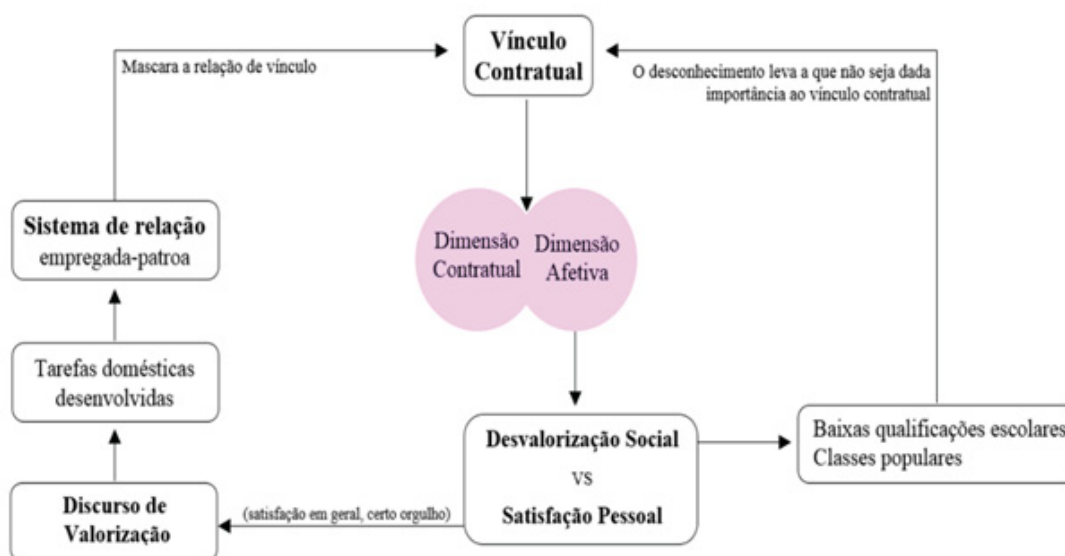 Vínculo
Contratual
Mascara a relação de vínculo
O desconhecimento leva a que não seja dada
importância ao vínculo contratual
Sistema de relação
empregada-patroa
Dimensão
Contratual
Dimensão
Afetiva
Tarefas domésticas
desenvolvidas
Desvalorização Social
vs
Satisfação Pessoal
Baixas qualificações escolares
Classes populares
Discurso de
Valorização
(satisfação em geral, certo orgulho)